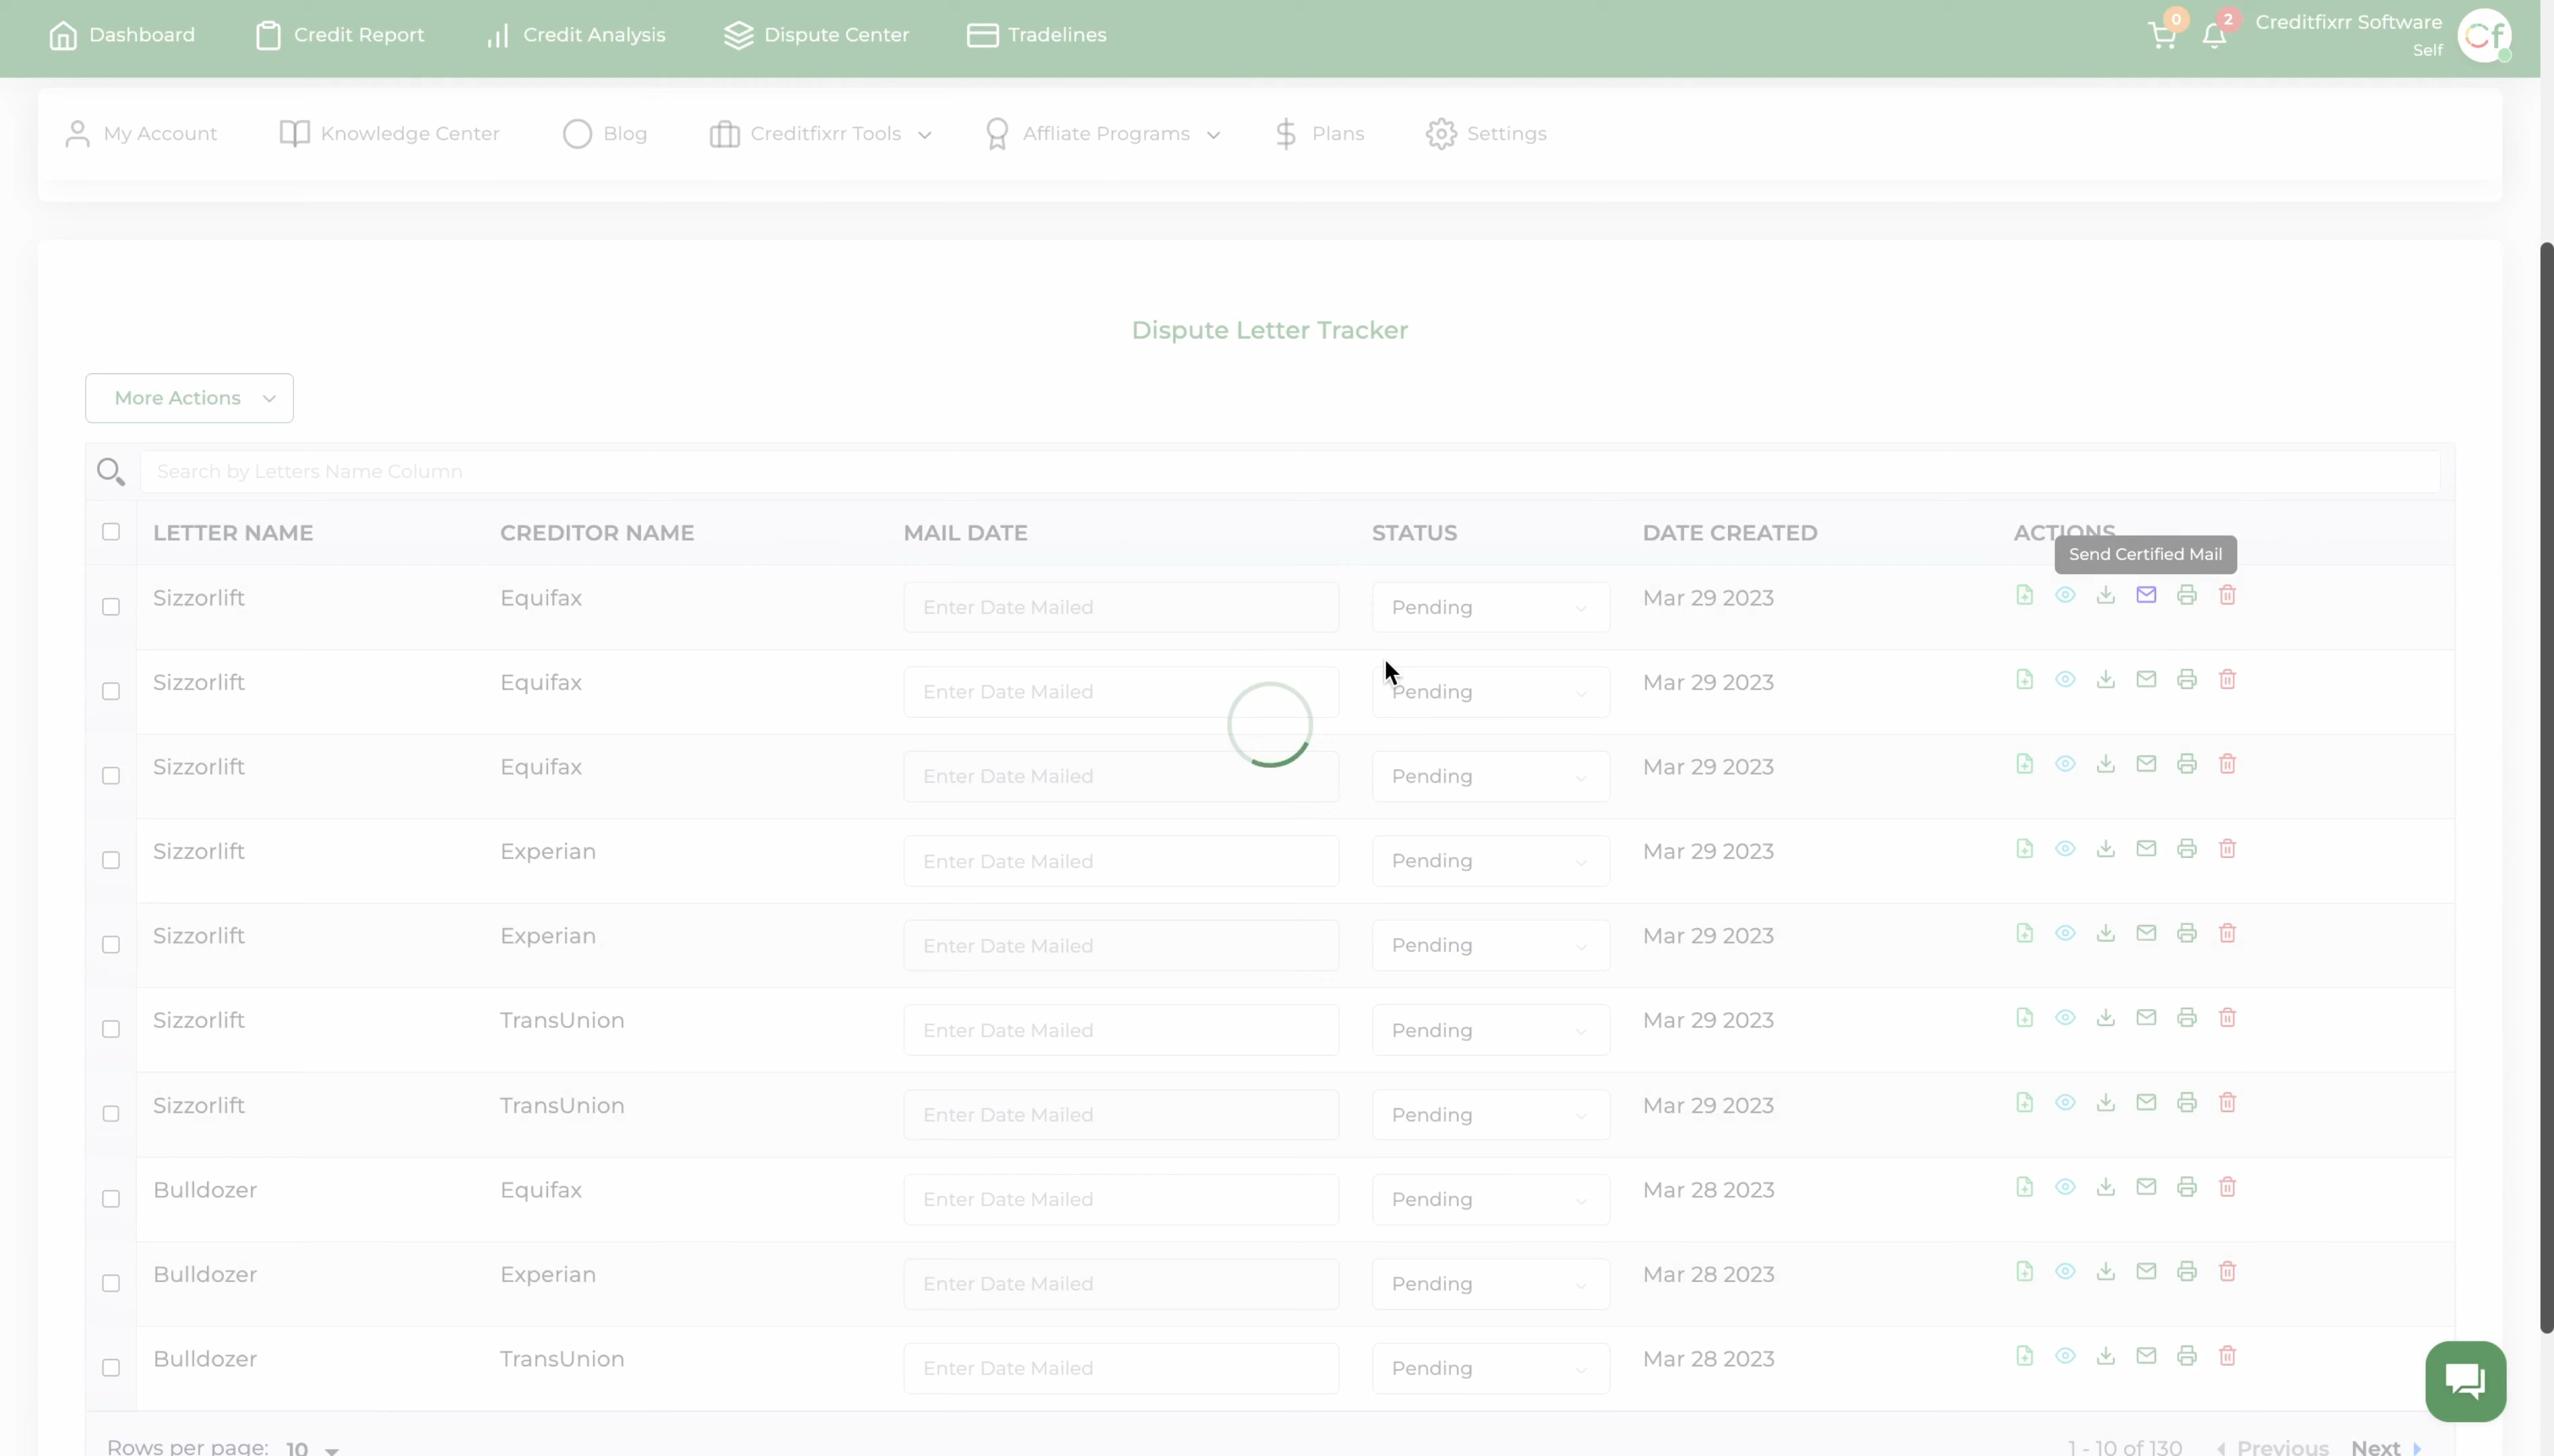 Dashboard Credit Report Credit Analysis Dispute Center Tradelines 0 2 Creditfixrr Software
Self Cf
My Account Knowledge Center Blog Creditfixrr Tools Affliate Programs Plans Settings
Dispute Letter Tracker
More Actions
Search by Letters Name Column
LETTER NAME CREDITOR NAME MAIL DATE STATUS DATE CREATED ACTIONS
Send Certified Mail
Sizzorlift Equifax Enter Date Mailed Pending Mar 29 2023
Sizzorlift Equifax Enter Date Mailed Pending Mar 29 2023
Sizzorlift Equifax Enter Date Mailed Pending Mar 29 2023
Sizzorlift Experian Enter Date Mailed Pending Mar 29 2023
Sizzorlift Experian Enter Date Mailed Pending Mar 29 2023
Sizzorlift TransUnion Enter Date Mailed Pending Mar 29 2023
Sizzorlift TransUnion Enter Date Mailed Pending Mar 29 2023
Bulldozer Equifax Enter Date Mailed Pending Mar 28 2023
Bulldozer Experian Enter Date Mailed Pending Mar 28 2023
Bulldozer TransUnion Enter Date Mailed Pending Mar 28 2023
Rows per page: 10 1 - 10 of 130 Previous Next